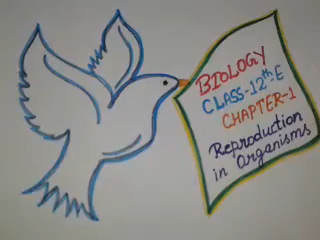 BIOLOGY
CLASS-12th-E
CHAPTER-1
Reproduction
in Organisms